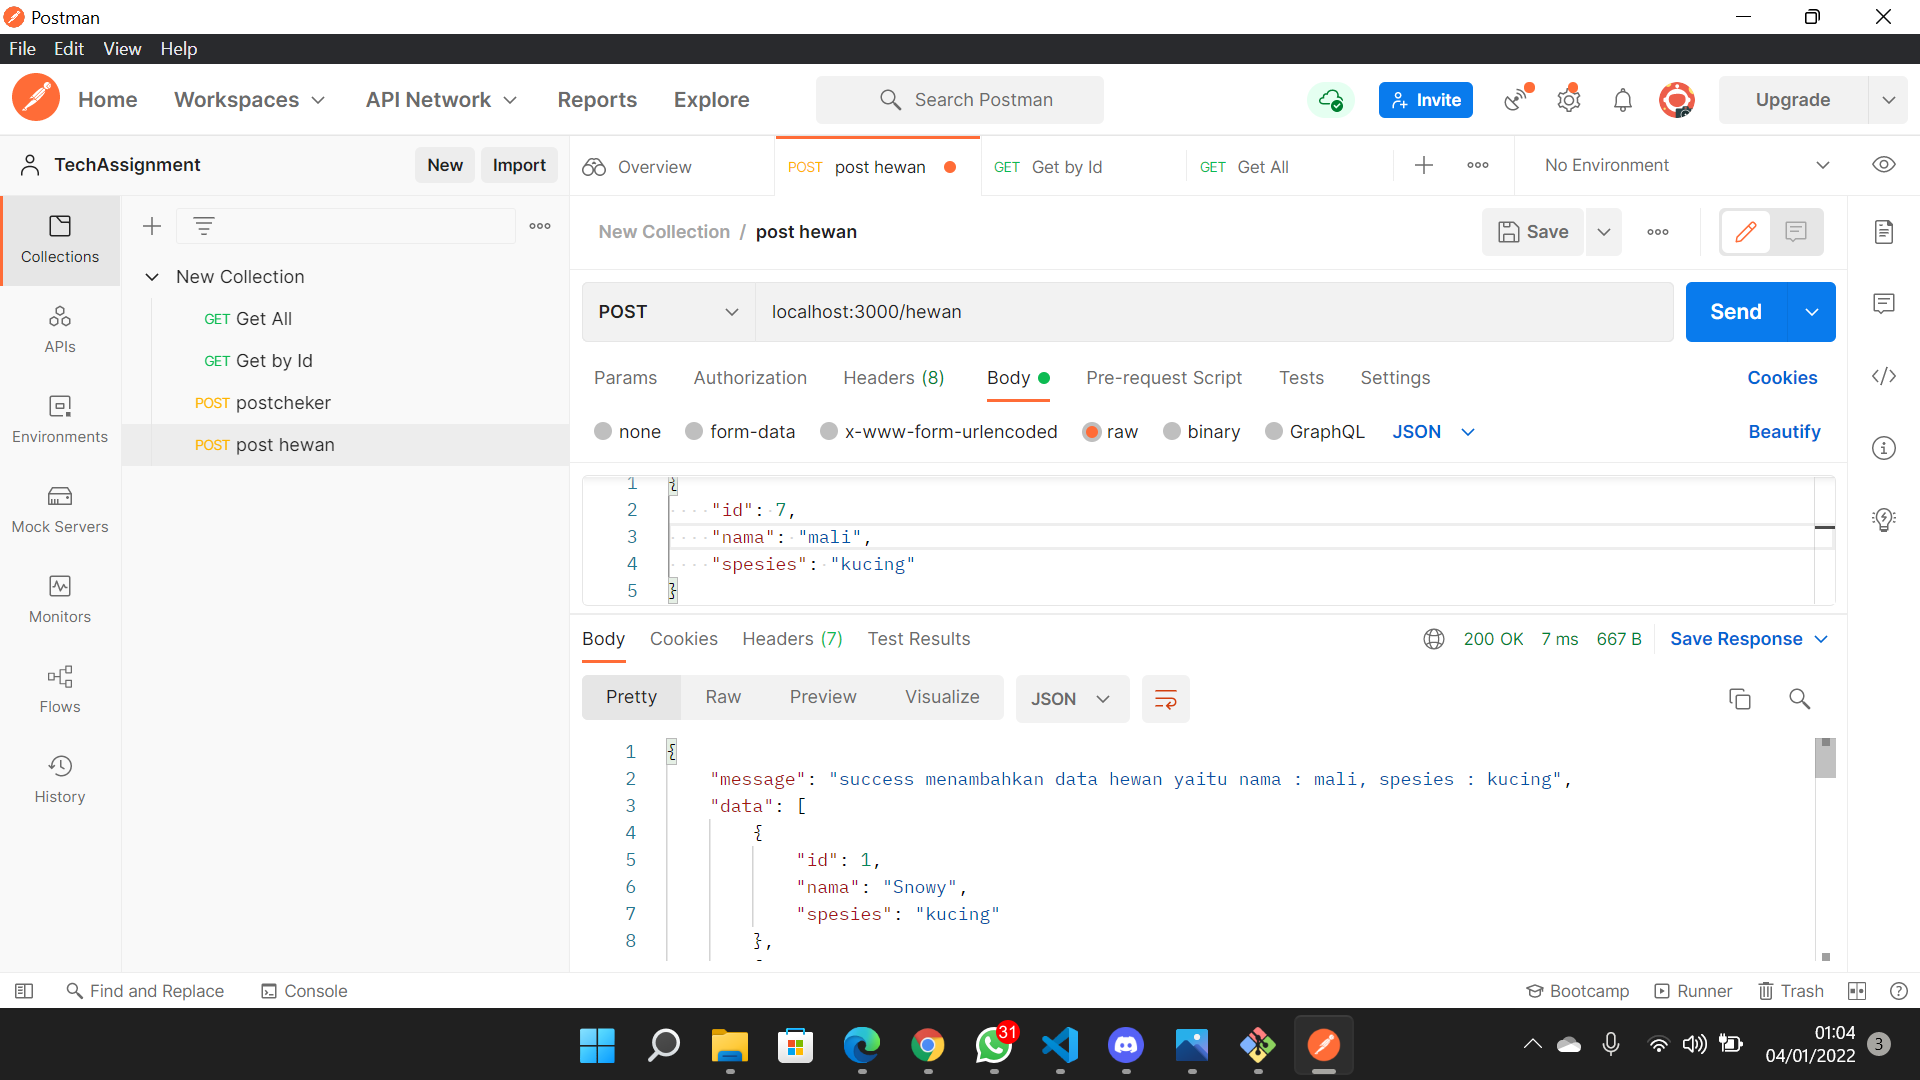 Postman
File Edit View Help
Home Workspaces API Network Reports Explore Search Postman Invite Upgrade
TechAssignment New Import Overview POST post hewan GET Get by Id GET Get All No Environment
New Collection / post hewan Save
Collections
New Collection
GET Get All
GET Get by Id
POST postcheker
POST post hewan
APIs
Environments
Mock Servers
Monitors
Flows
History
POST localhost:3000/hewan Send
Params Authorization Headers (8) Body Pre-request Script Tests Settings Cookies
none form-data x-www-form-urlencoded raw binary GraphQL JSON Beautify
1 {
2 "id": 7,
3 "nama": "mali",
4 "spesies": "kucing"
5 }
Body Cookies Headers (7) Test Results 200 OK 7 ms 667 B Save Response
Pretty Raw Preview Visualize JSON
1 {
2 "message": "success menambahkan data hewan yaitu nama : mali, spesies : kucing",
3 "data": [
4 {
5 "id": 1,
6 "nama": "Snowy",
7 "spesies": "kucing"
8 },
Find and Replace Console Bootcamp Runner Trash
31
01:04
04/01/2022 3